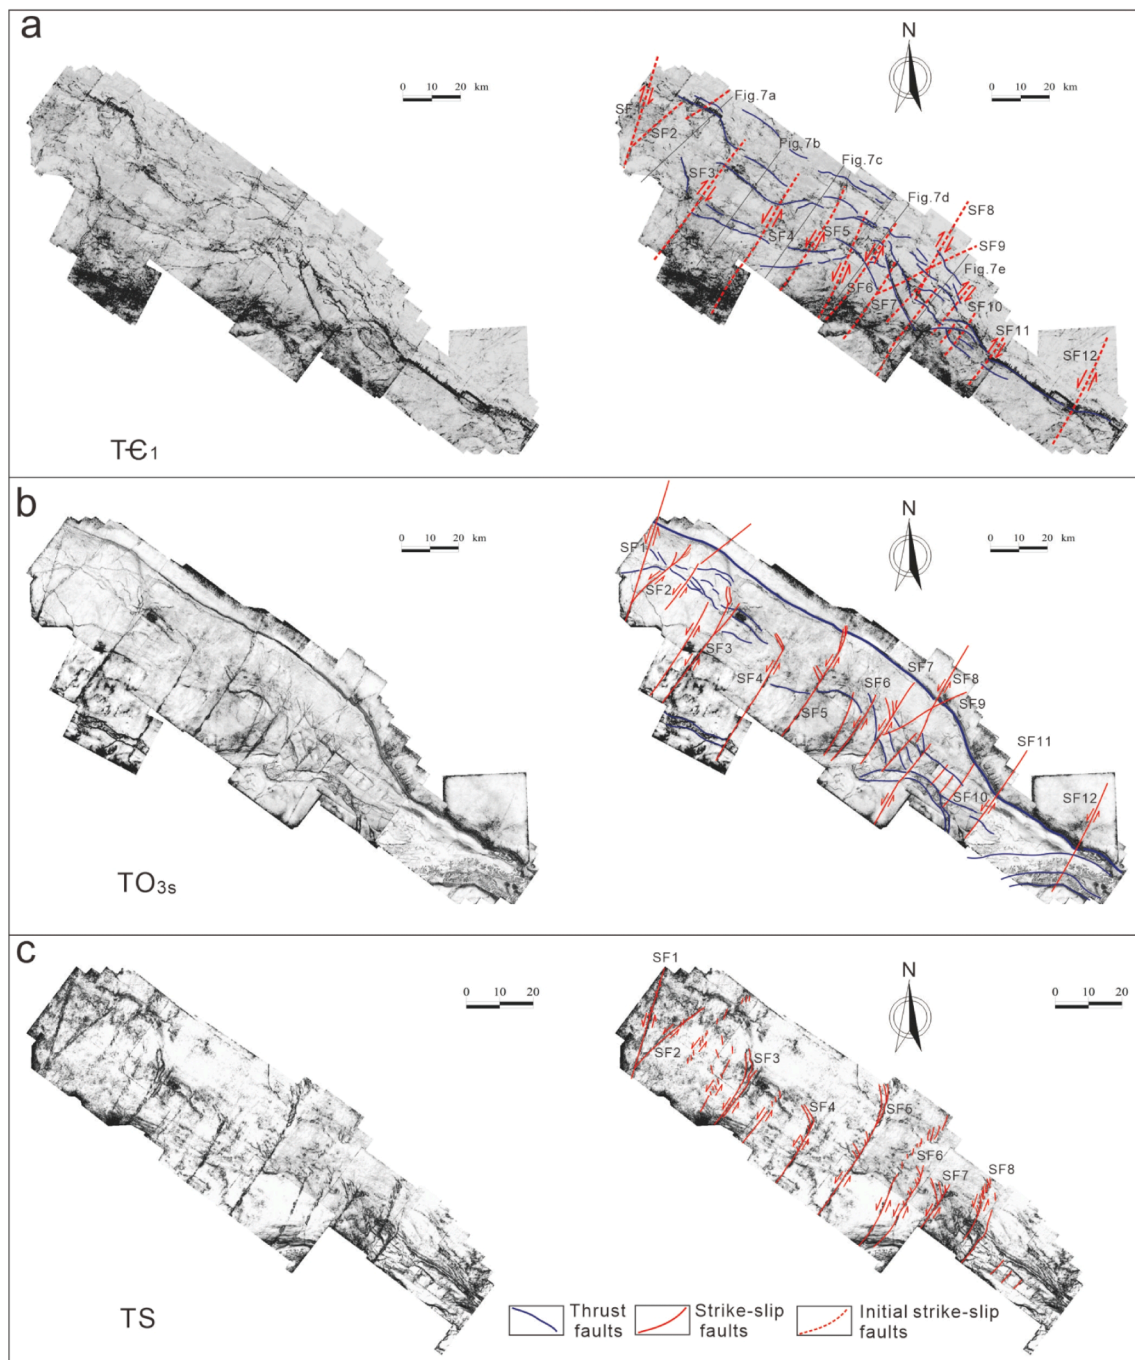 a
N
0 10 20 km
0 10 20 km
Fig.7a
SF1
SF2
Fig.7b
Fig.7c
SF3
Fig.7d
SF8
SF4
SF5
SF9
Fig.7e
SF6
SF7
SF10
SF11
SF12
TЄ1
b
N
0 10 20 km
0 10 20 km
SF1
SF2
SF3
SF7
SF4
SF6
SF8
SF9
SF5
SF11
SF10
SF12
TO3s
c
SF1
N
0 10 20
0 10 20
SF2
SF3
SF4
SF5
SF6
SF7
SF8
TS
Thrust
faults
Strike-slip
faults
Initial strike-slip
faults